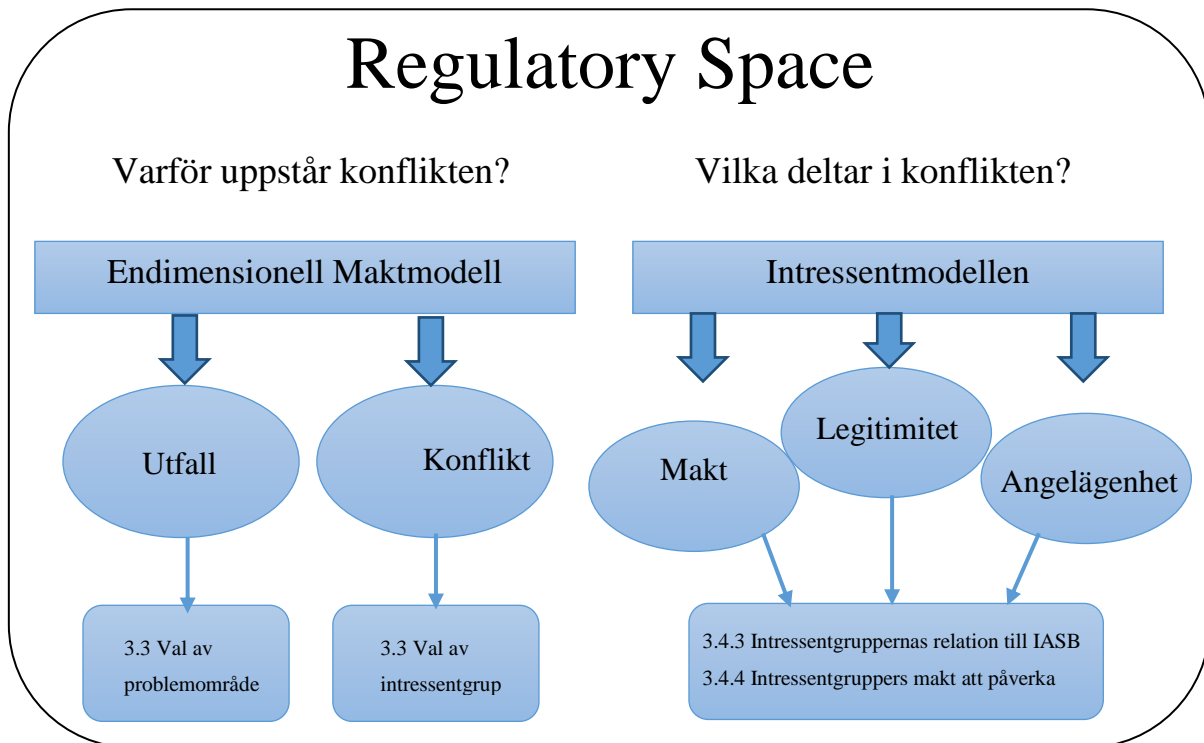 Regulatory Space
Varför uppstår konflikten?
Endimensionell Maktmodell
Utfall
Konflikt
3.3 Val av
problemområde
3.3 Val av
intressentgrup
Vilka deltar i konflikten?
Intressentmodellen
Makt
Legitimitet
Angelägenhet
3.4.3 Intressentgruppernas relation till IASB
3.4.4 Intressentgruppers makt att påverka